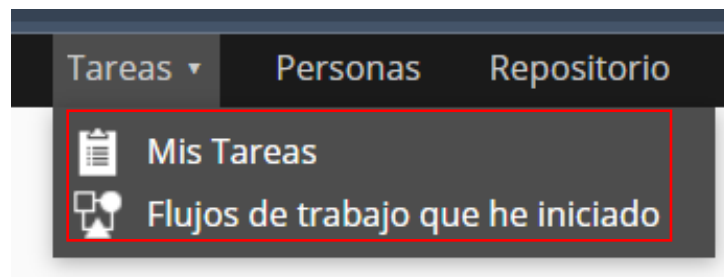 Tareas ▾ Personas Repositorio
Mis Tareas
Flujos de trabajo que he iniciado